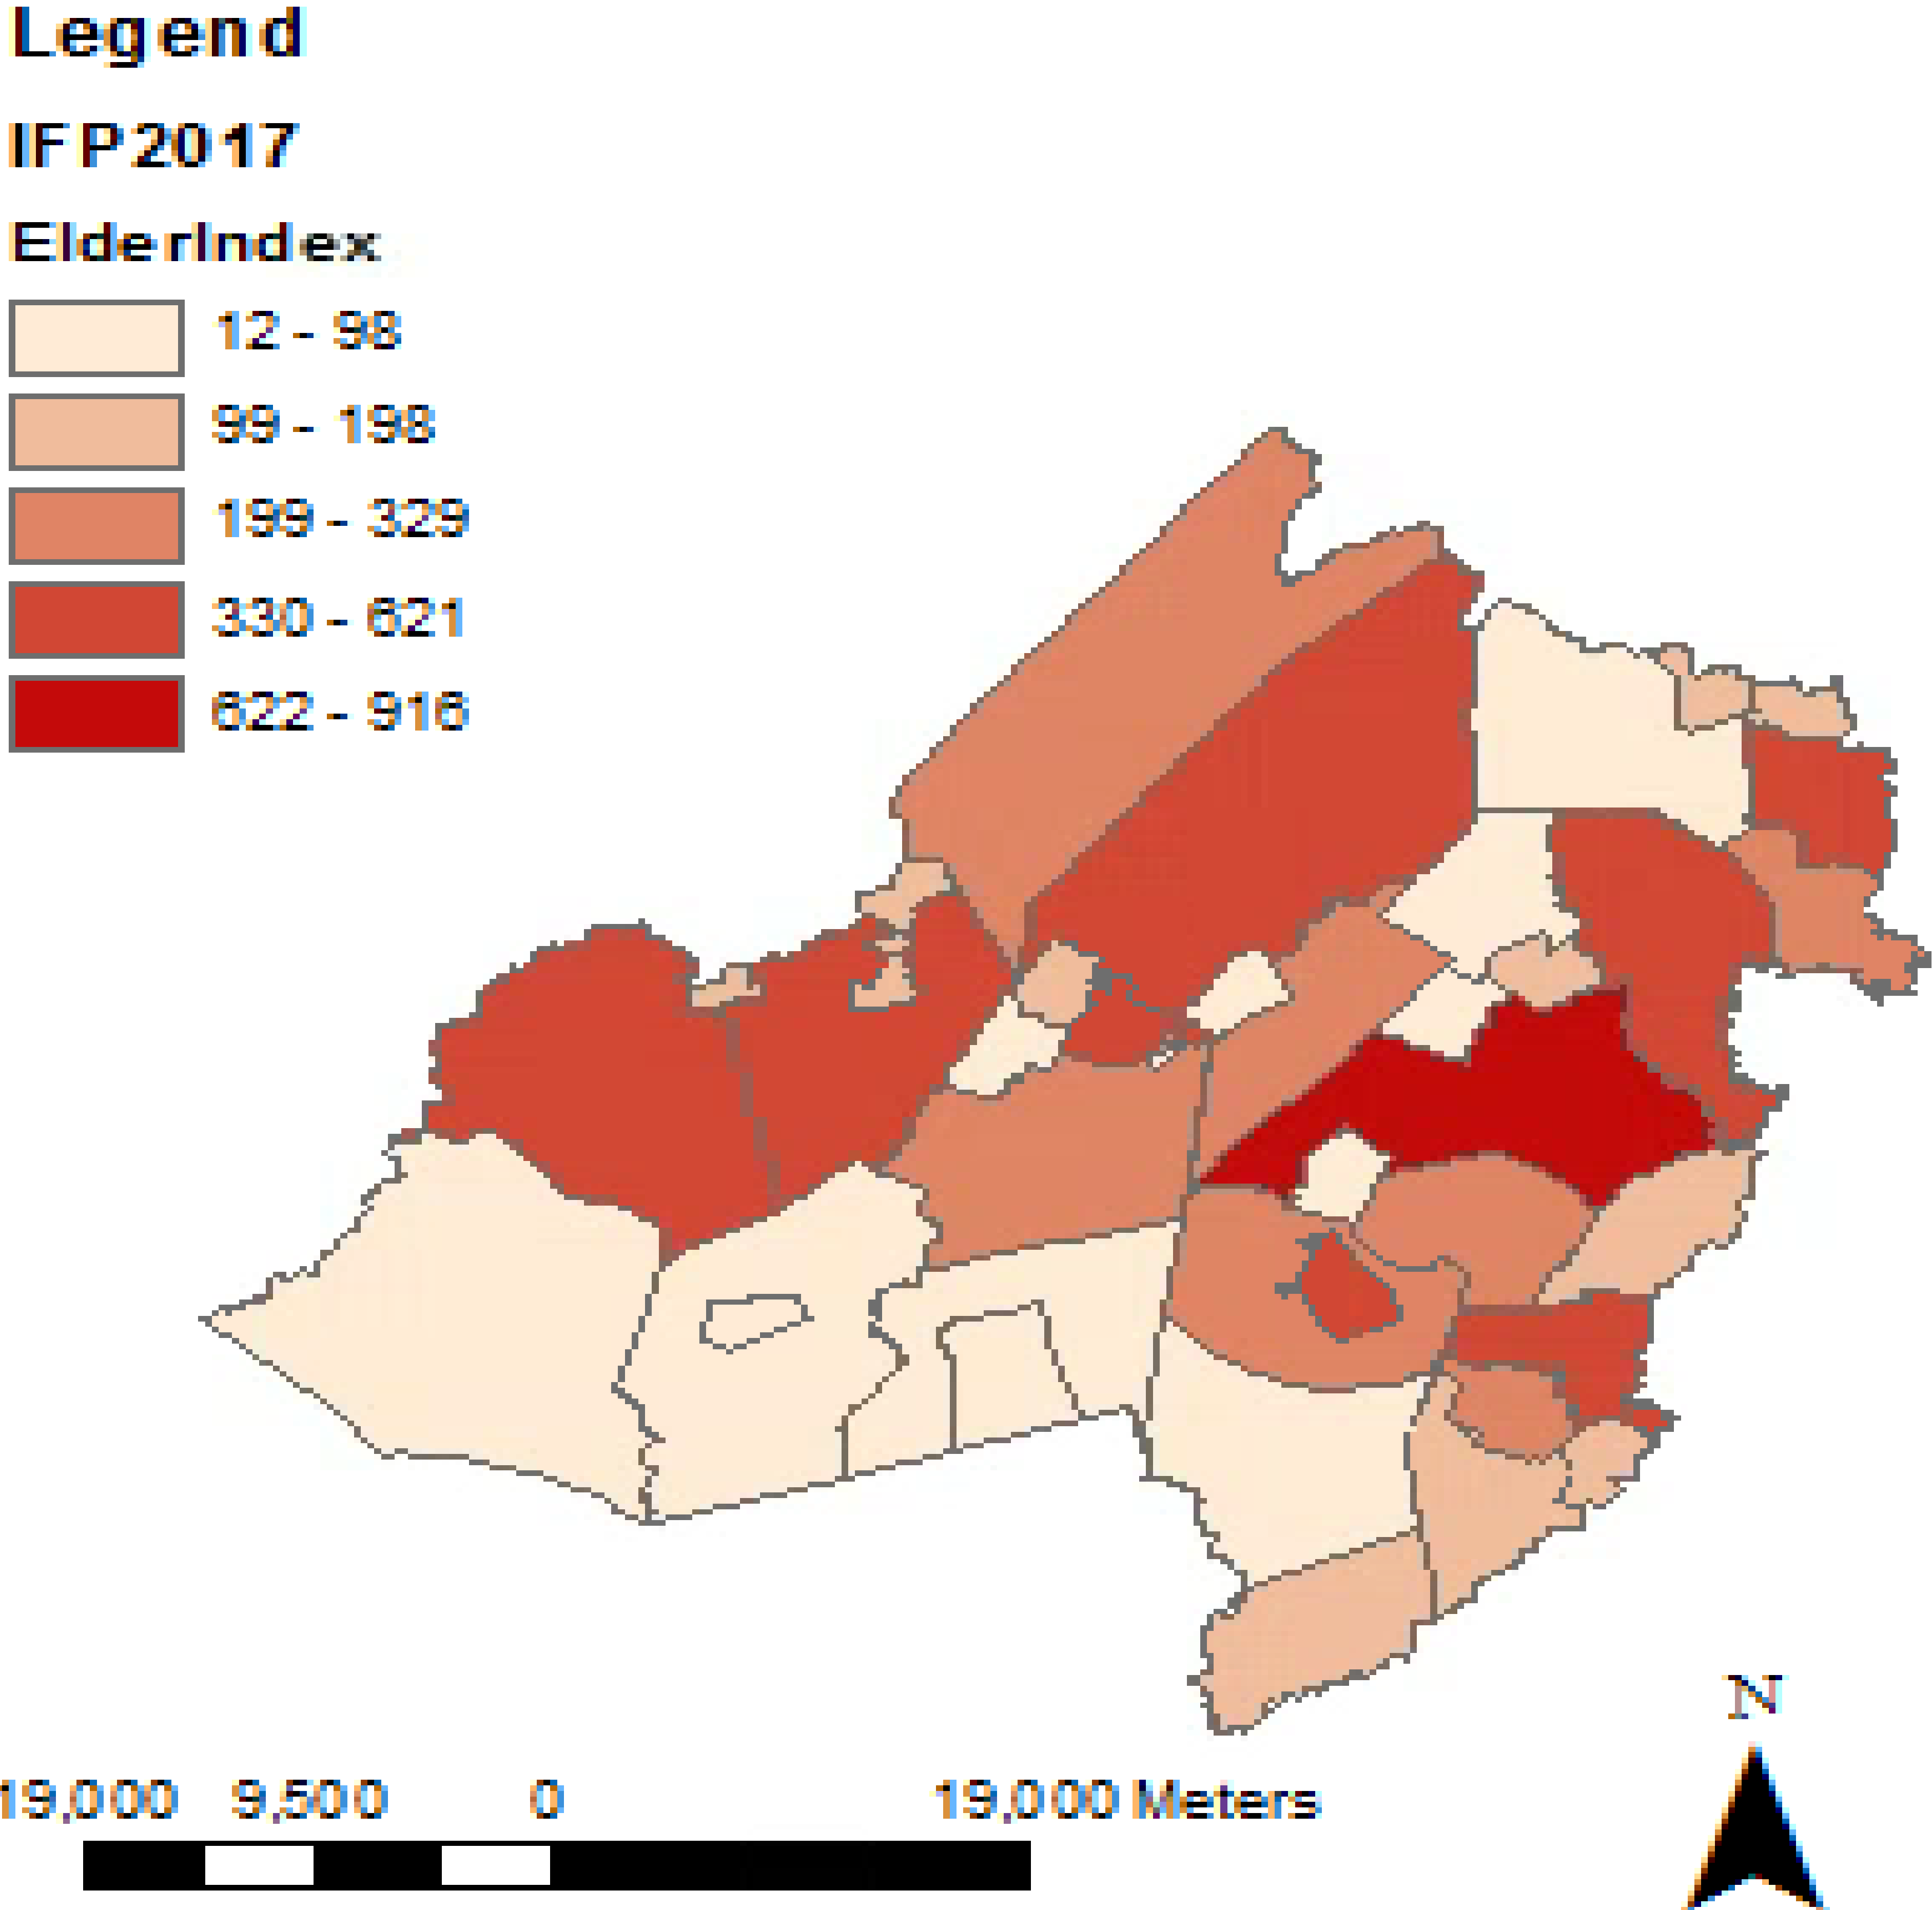 Legend
IFP2017
ElderIndex
12 - 98
99 - 198
199 - 329
330 - 621
622 - 916
N
19,000 9,500 0 19,000 Meters